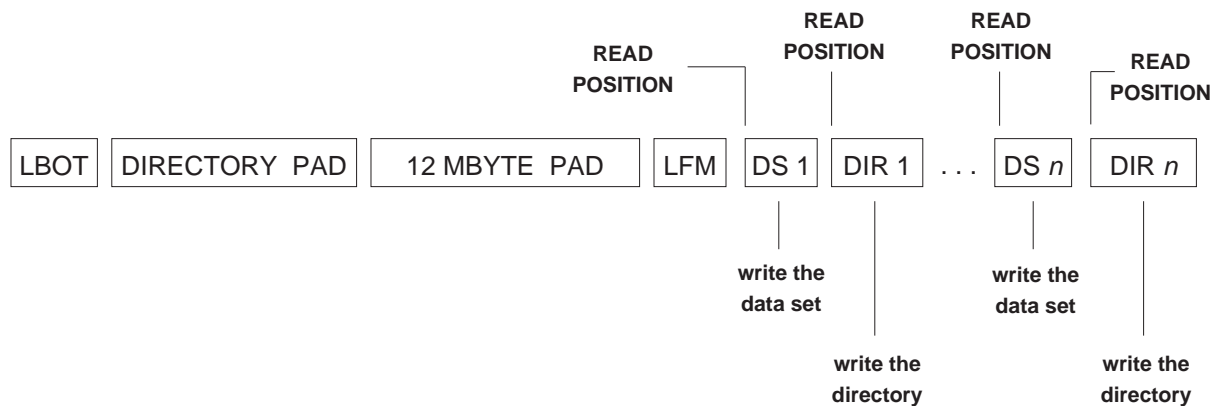 READ
POSITION
READ
POSITION
READ
POSITION
READ
POSITION
LBOT DIRECTORY PAD 12 MBYTE PAD LFM DS 1 DIR 1 . . . DS n DIR n
write the
data set
write the
data set
write the
directory
write the
directory